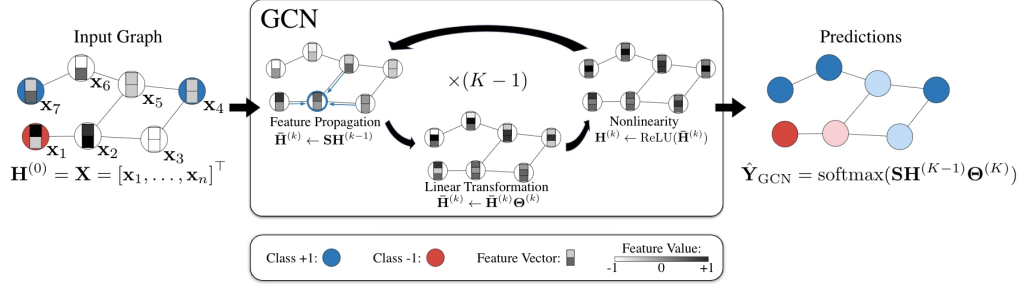 GCN
Input Graph
x₆
x₇
x₅
x₄
x₁
x₂
x₃
H⁽⁰⁾ = X = [x₁, . . . , xₙ]⊤
Feature Propagation
H̄⁽ᵏ⁾ ← SH⁽ᵏ⁻¹⁾
×(K − 1)
Linear Transformation
H̄⁽ᵏ⁾ ← H̄⁽ᵏ⁾Θ⁽ᵏ⁾
Nonlinearity
H⁽ᵏ⁾ ← ReLU(H̄⁽ᵏ⁾)
Predictions
Ŷ_GCN = softmax(SH⁽ᴷ⁻¹⁾Θ⁽ᴷ⁾)
Class +1:
Class -1:
Feature Vector:
Feature Value:
-1 0 +1